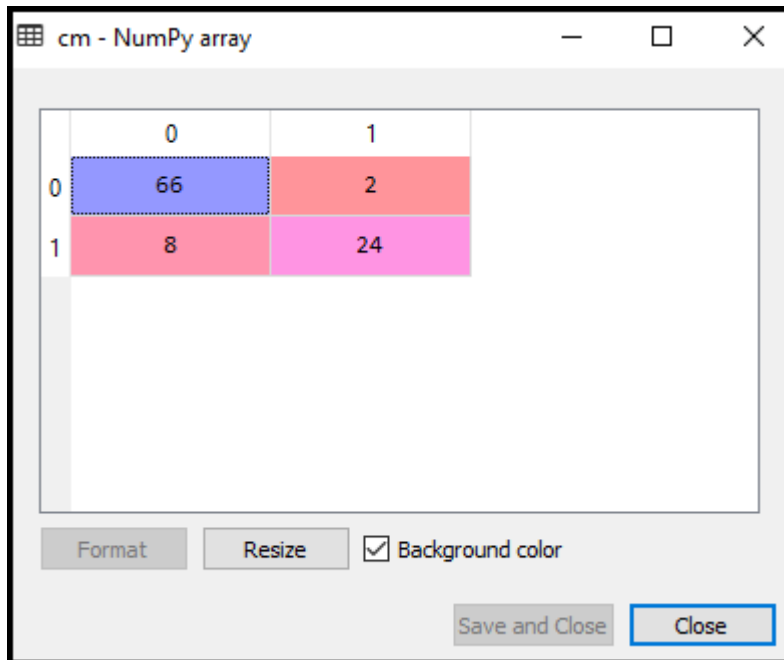 cm - NumPy array
0 1
0 66 2
1 8 24
Format Resize Background color
Save and Close Close